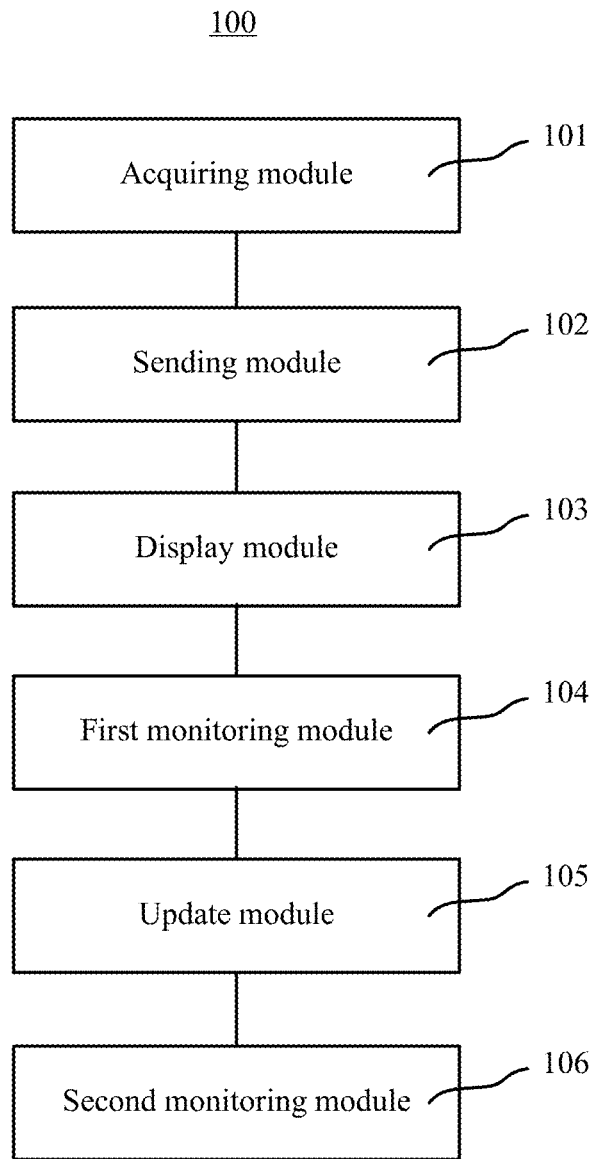 100
Acquiring module
101
Sending module
102
Display module
103
First monitoring module
104
Update module
105
Second monitoring module
106